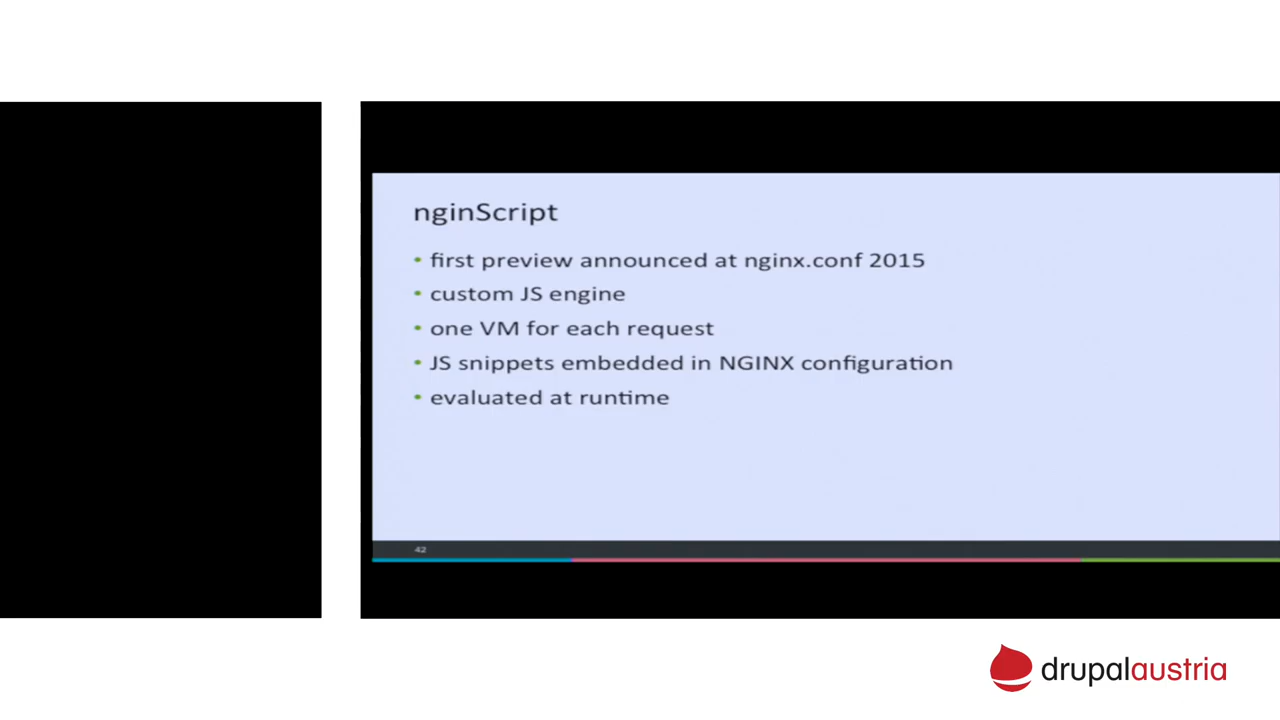 nginScript
• first preview announced at nginx.conf 2015
• custom JS engine
• one VM for each request
• JS snippets embedded in NGINX configuration
• evaluated at runtime
42
drupalaustria